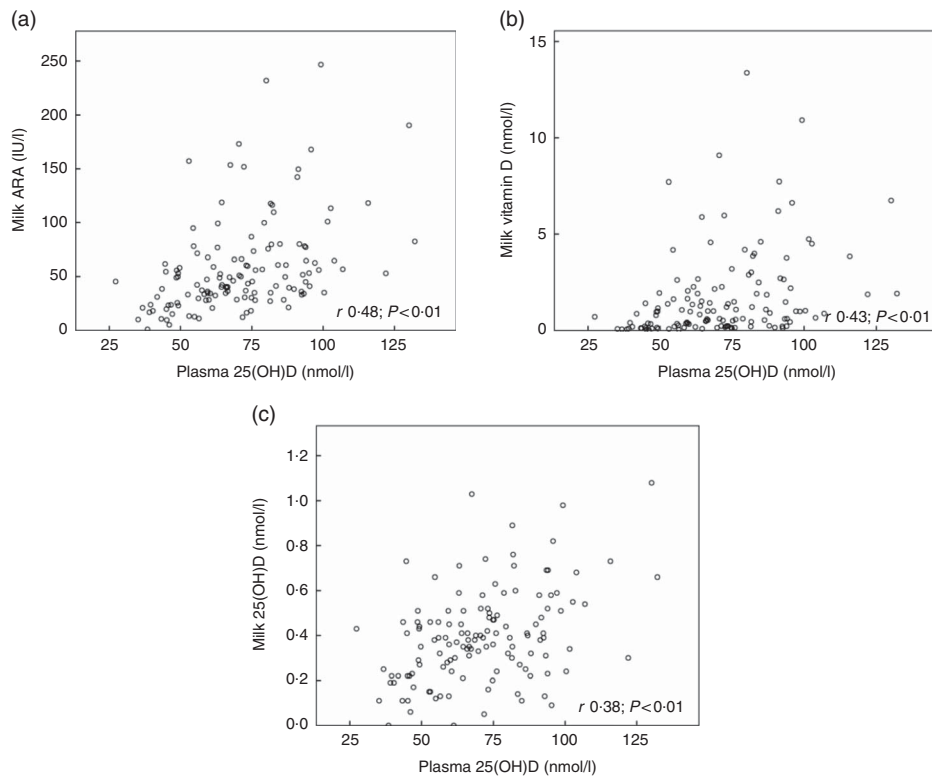 (a)
250
200
150
100
50
0
Milk ARA (IU/l)
25 50 75 100 125
Plasma 25(OH)D (nmol/l)
r 0·48; P<0·01
(b)
15
10
5
0
Milk vitamin D (nmol/l)
25 50 75 100 125
Plasma 25(OH)D (nmol/l)
r 0·43; P<0·01
(c)
1·2
1·0
0·8
0·6
0·4
0·2
0·0
Milk 25(OH)D (nmol/l)
25 50 75 100 125
Plasma 25(OH)D (nmol/l)
r 0·38; P<0·01